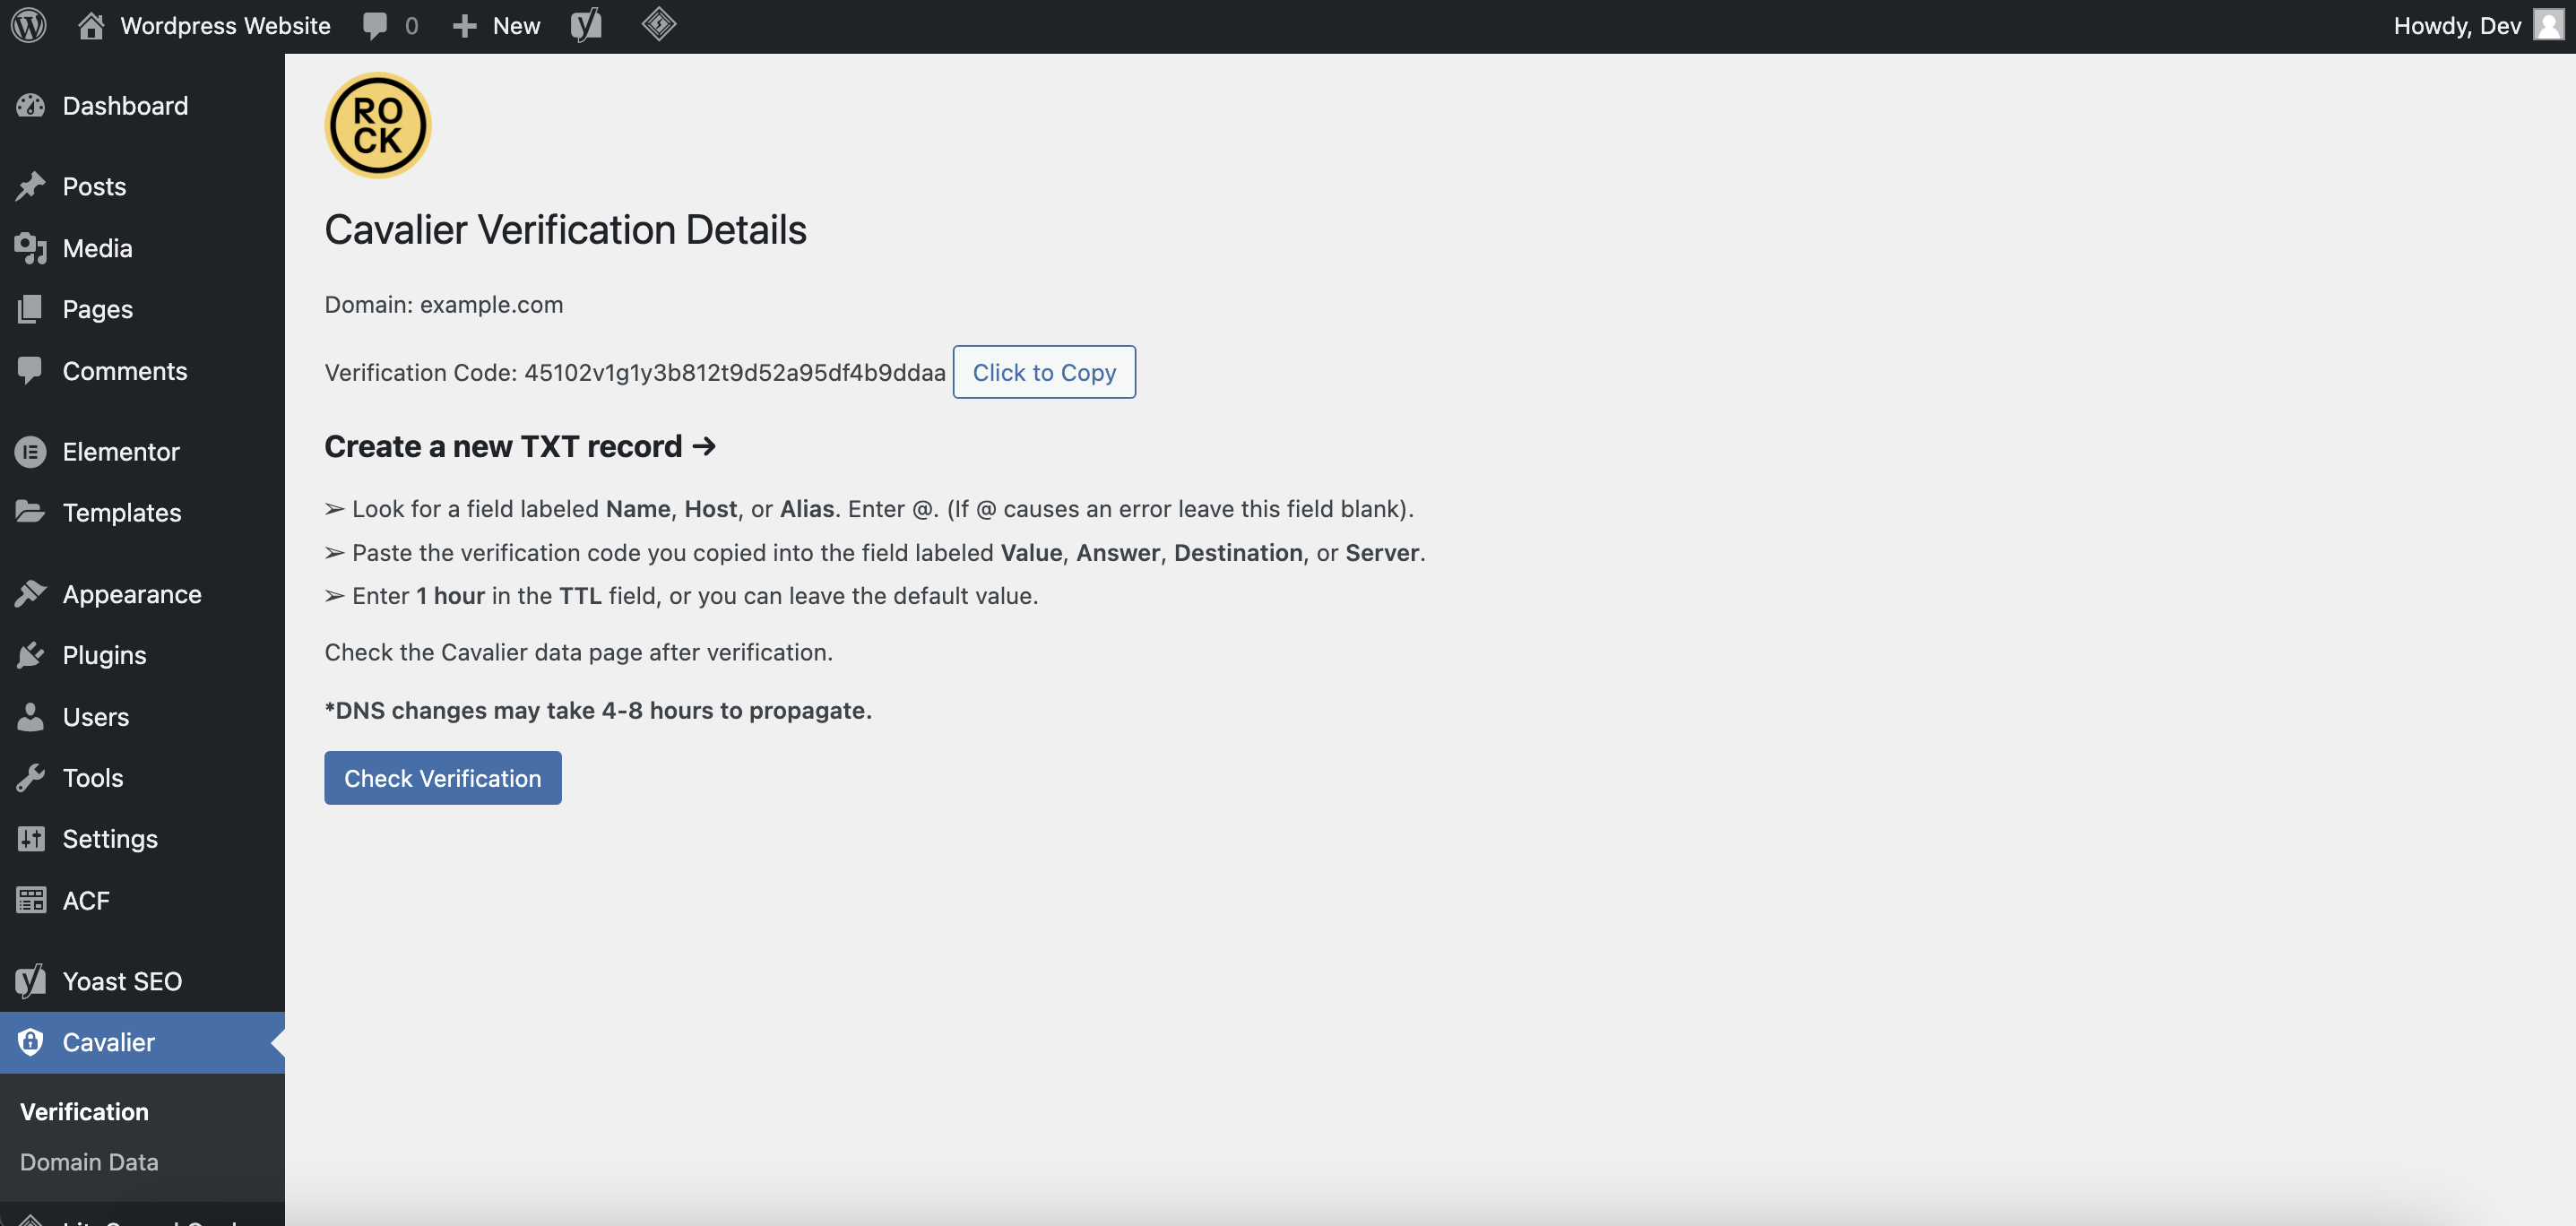 Wordpress Website 0 New Howdy, Dev
Dashboard
Posts
Media
Pages
Comments
Elementor
Templates
Appearance
Plugins
Users
Tools
Settings
ACF
Yoast SEO
Cavalier
Verification
Domain Data
RO
CK
Cavalier Verification Details
Domain: example.com
Verification Code: 45102v1g1y3b812t9d52a95df4b9ddaa Click to Copy
Create a new TXT record →
➢ Look for a field labeled Name, Host, or Alias. Enter @. (If @ causes an error leave this field blank).
➢ Paste the verification code you copied into the field labeled Value, Answer, Destination, or Server.
➢ Enter 1 hour in the TTL field, or you can leave the default value.
Check the Cavalier data page after verification.
*DNS changes may take 4-8 hours to propagate.
Check Verification